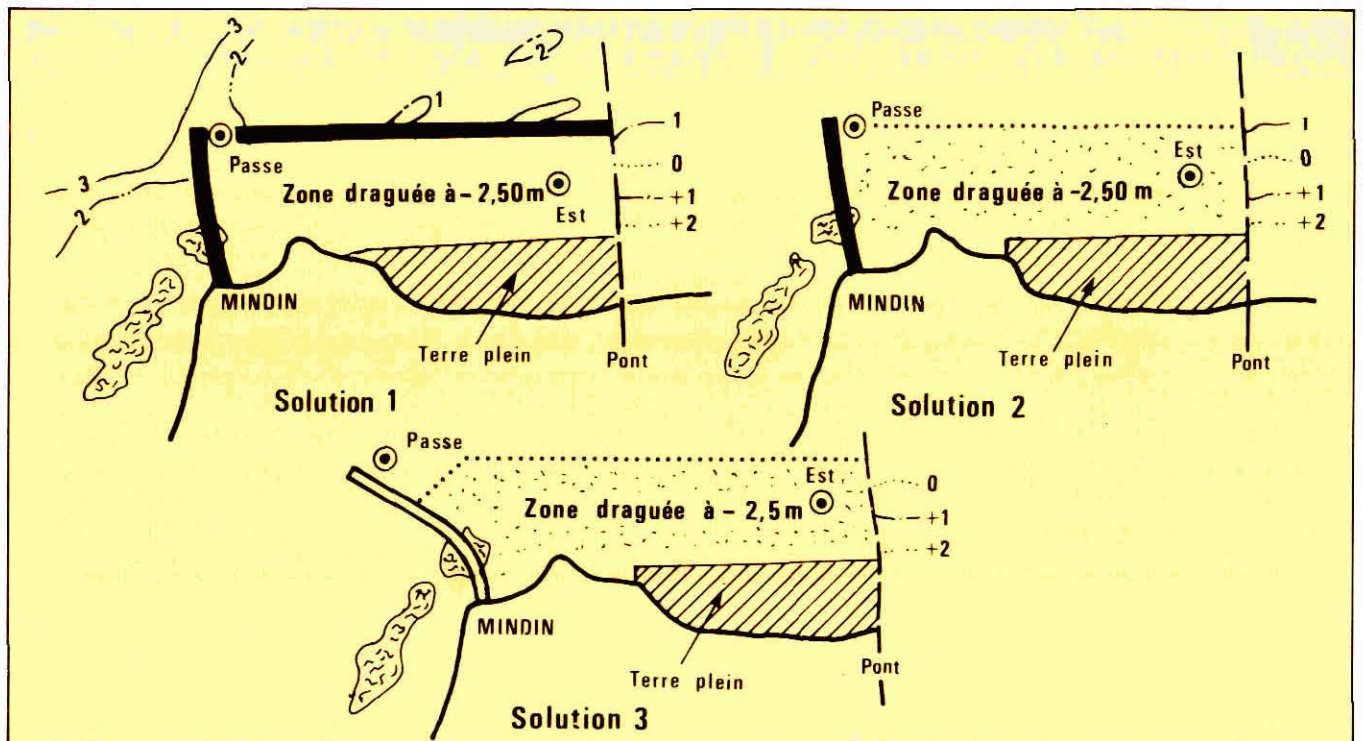 3
2
2
1
Passe
3
2
Zone draguée à - 2,50 m
Est
1
0
+1
+2
MINDIN
Terre plein
Pont
Solution 1
Passe
Est
Zone draguée à -2,50 m
1
0
+1
+2
MINDIN
Terre plein
Pont
Solution 2
Passe
Est
Zone draguée à - 2,5 m
0
+1
+2
MINDIN
Terre plein
Pont
Solution 3